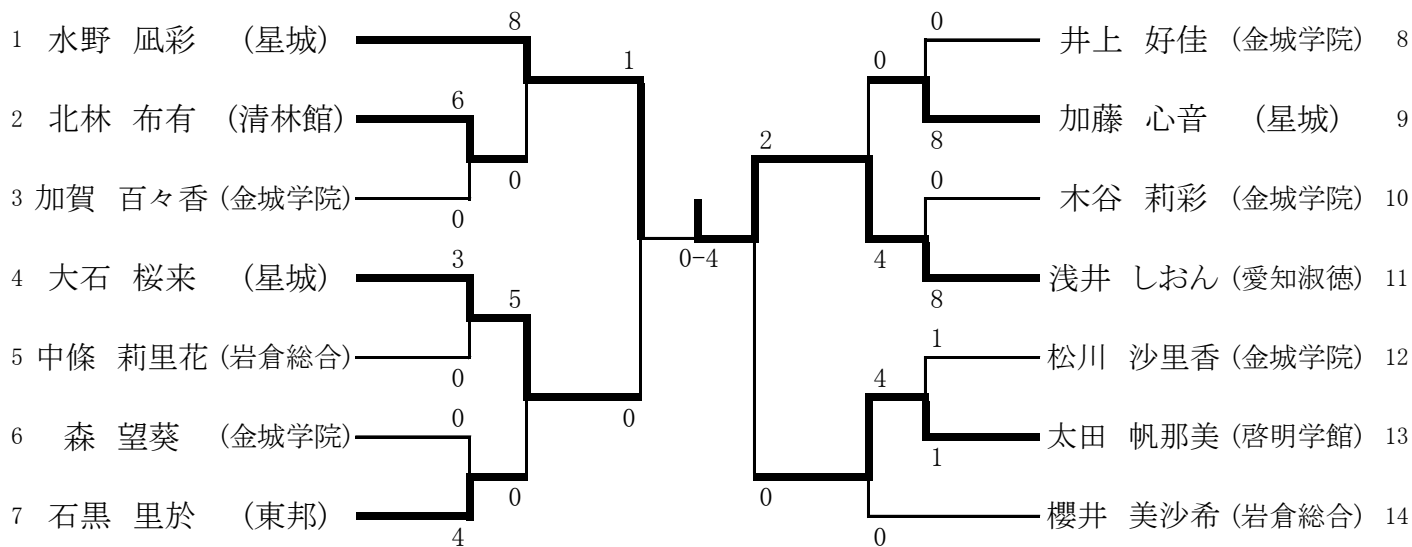 8
1 水野 凪彩 (星城)
1
6
2 北林 布有 (清林館)
0
3 加賀 百々香 (金城学院)
0
3
4 大石 桜来 (星城)
5
5 中條 莉里花 (岩倉総合)
0
0
0
6 森 望葵 (金城学院)
0
7 石黒 里於 (東邦)
4
0-4
0
井上 好佳 (金城学院) 8
0
加藤 心音 (星城) 9
8
2
0
木谷 莉彩 (金城学院) 10
4
浅井 しおん (愛知淑徳) 11
8
1
松川 沙里香 (金城学院) 12
4
太田 帆那美 (啓明学館) 13
1
0
櫻井 美沙希 (岩倉総合) 14
0